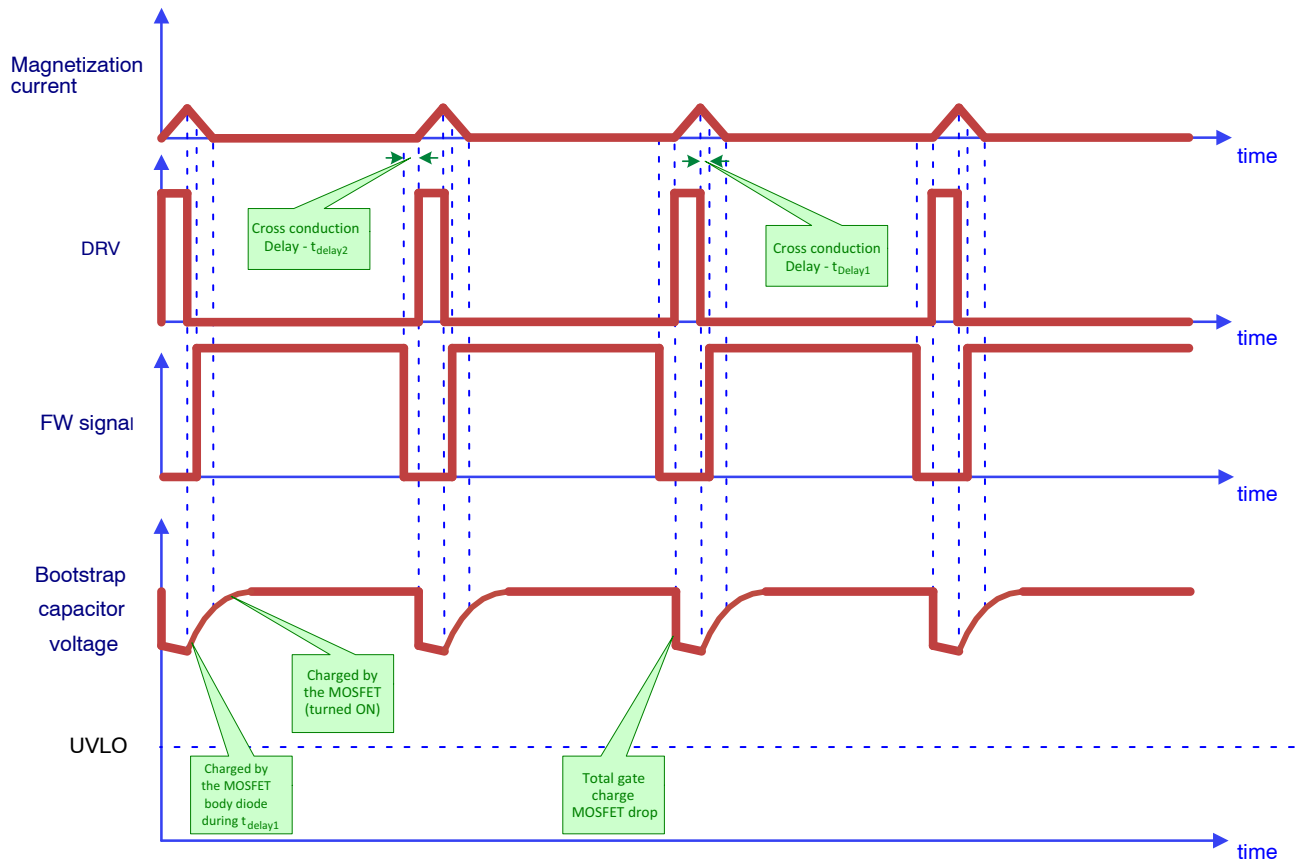 Magnetization
current
time
Cross conduction
Delay - tdelay2
Cross conduction
Delay - tDelay1
DRV
time
FW signal
time
Bootstrap
capacitor
voltage
Charged by
the MOSFET
(turned ON)
UVLO
Charged by
the MOSFET
body diode
during tdelay1
Total gate
charge
MOSFET drop
time